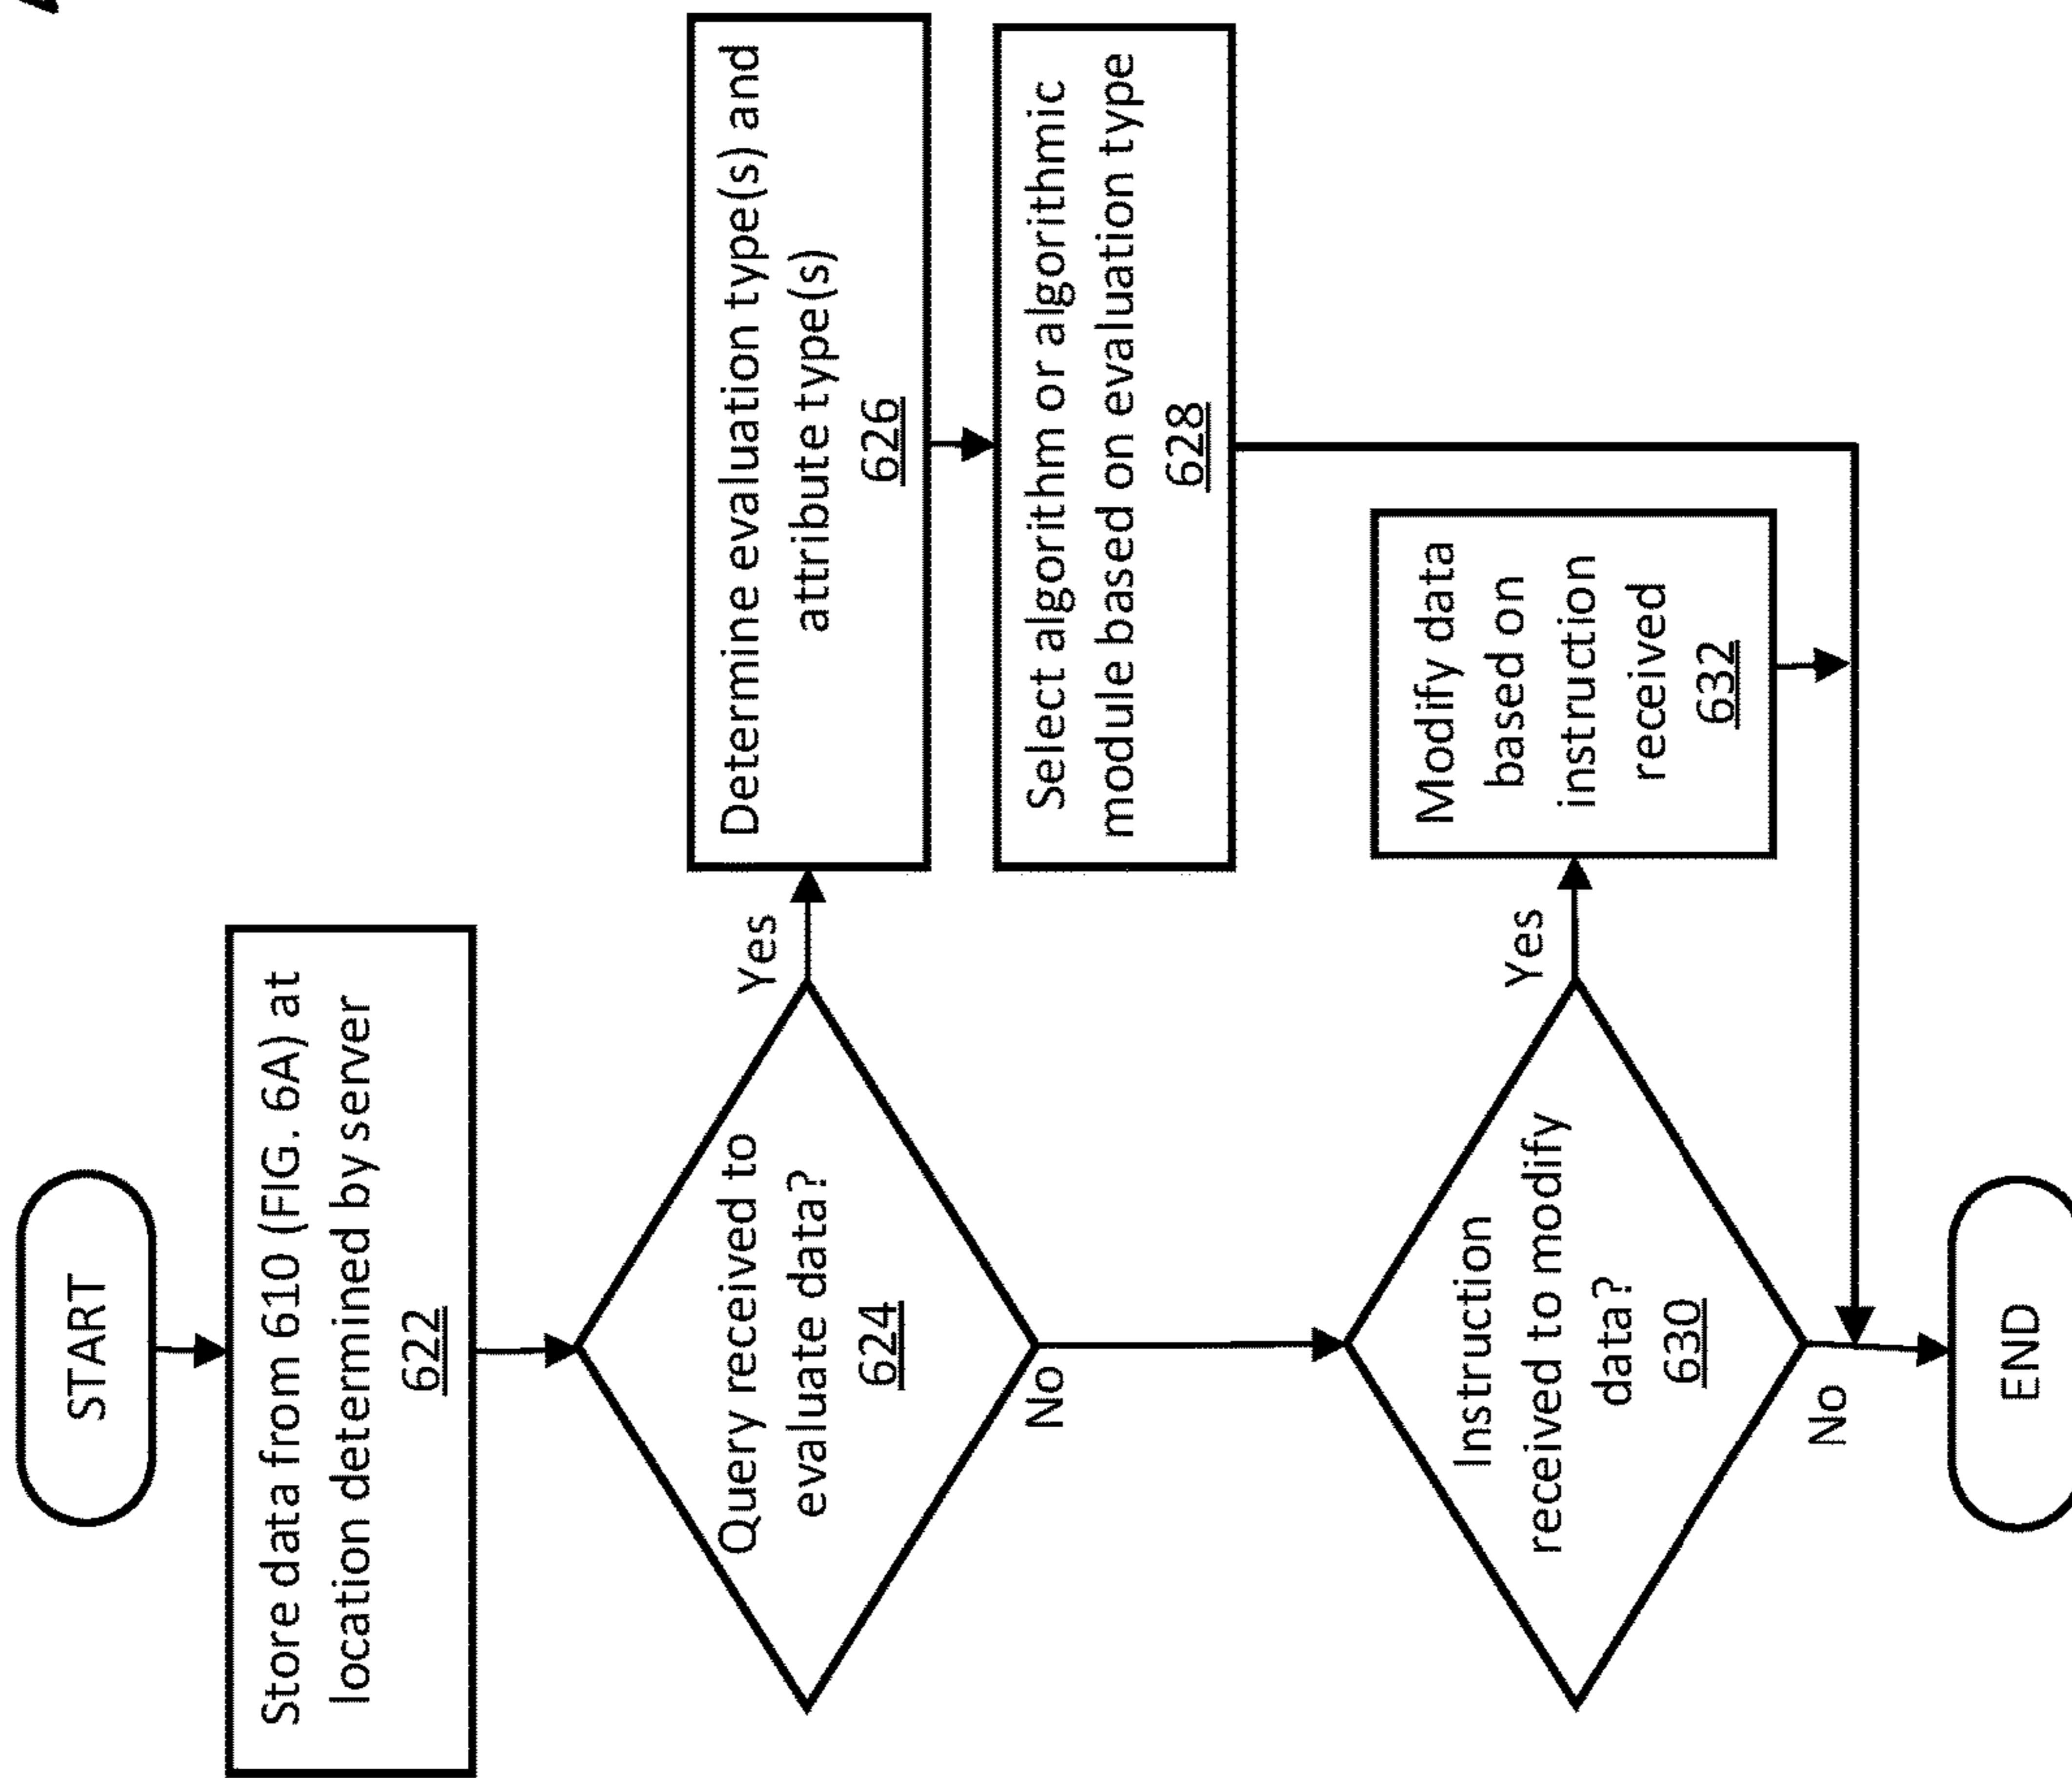 START
Store data from 610 (FIG. 6A) at
location determined by server
622
Query received to
evaluate data?
624
Yes
Determine evaluation type(s) and
attribute type(s)
626
Select algorithm or algorithmic
module based on evaluation type
628
No
Instruction
received to modify
data?
630
Yes
Modify data
based on
instruction
received
632
No
END